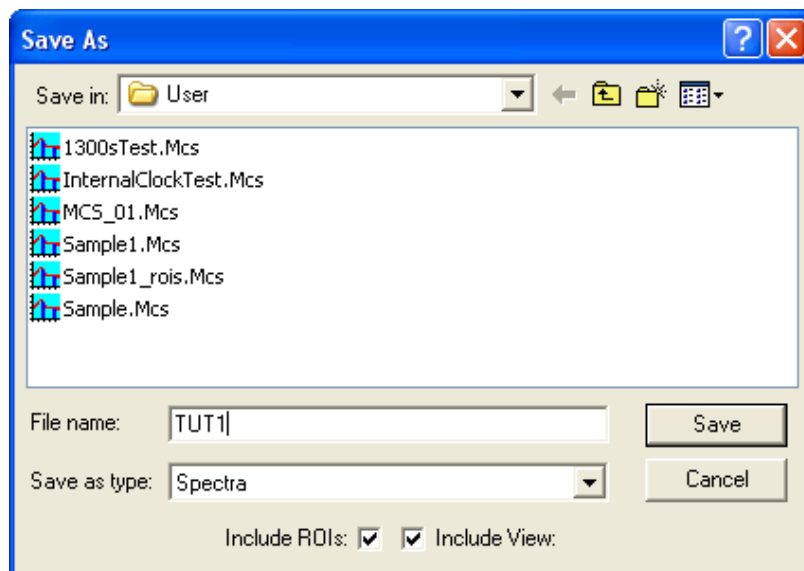 Save As
Save in: User
1300sTest.Mcs
InternalClockTest.Mcs
MCS_01.Mcs
Sample1.Mcs
Sample1_rois.Mcs
Sample.Mcs
File name: TUT1 Save
Save as type: Spectra Cancel
Include ROIs: Include View: